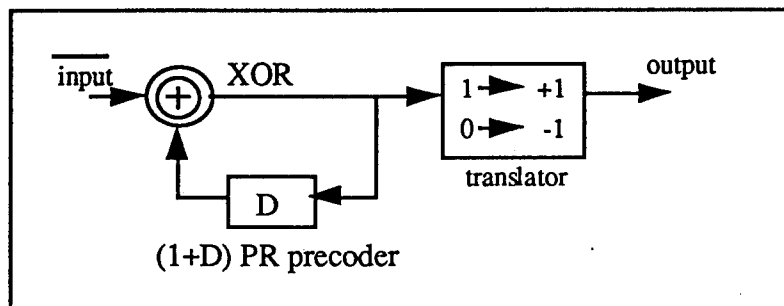 input
XOR
output
+
1 +1
0 -1
translator
D
(1+D) PR precoder